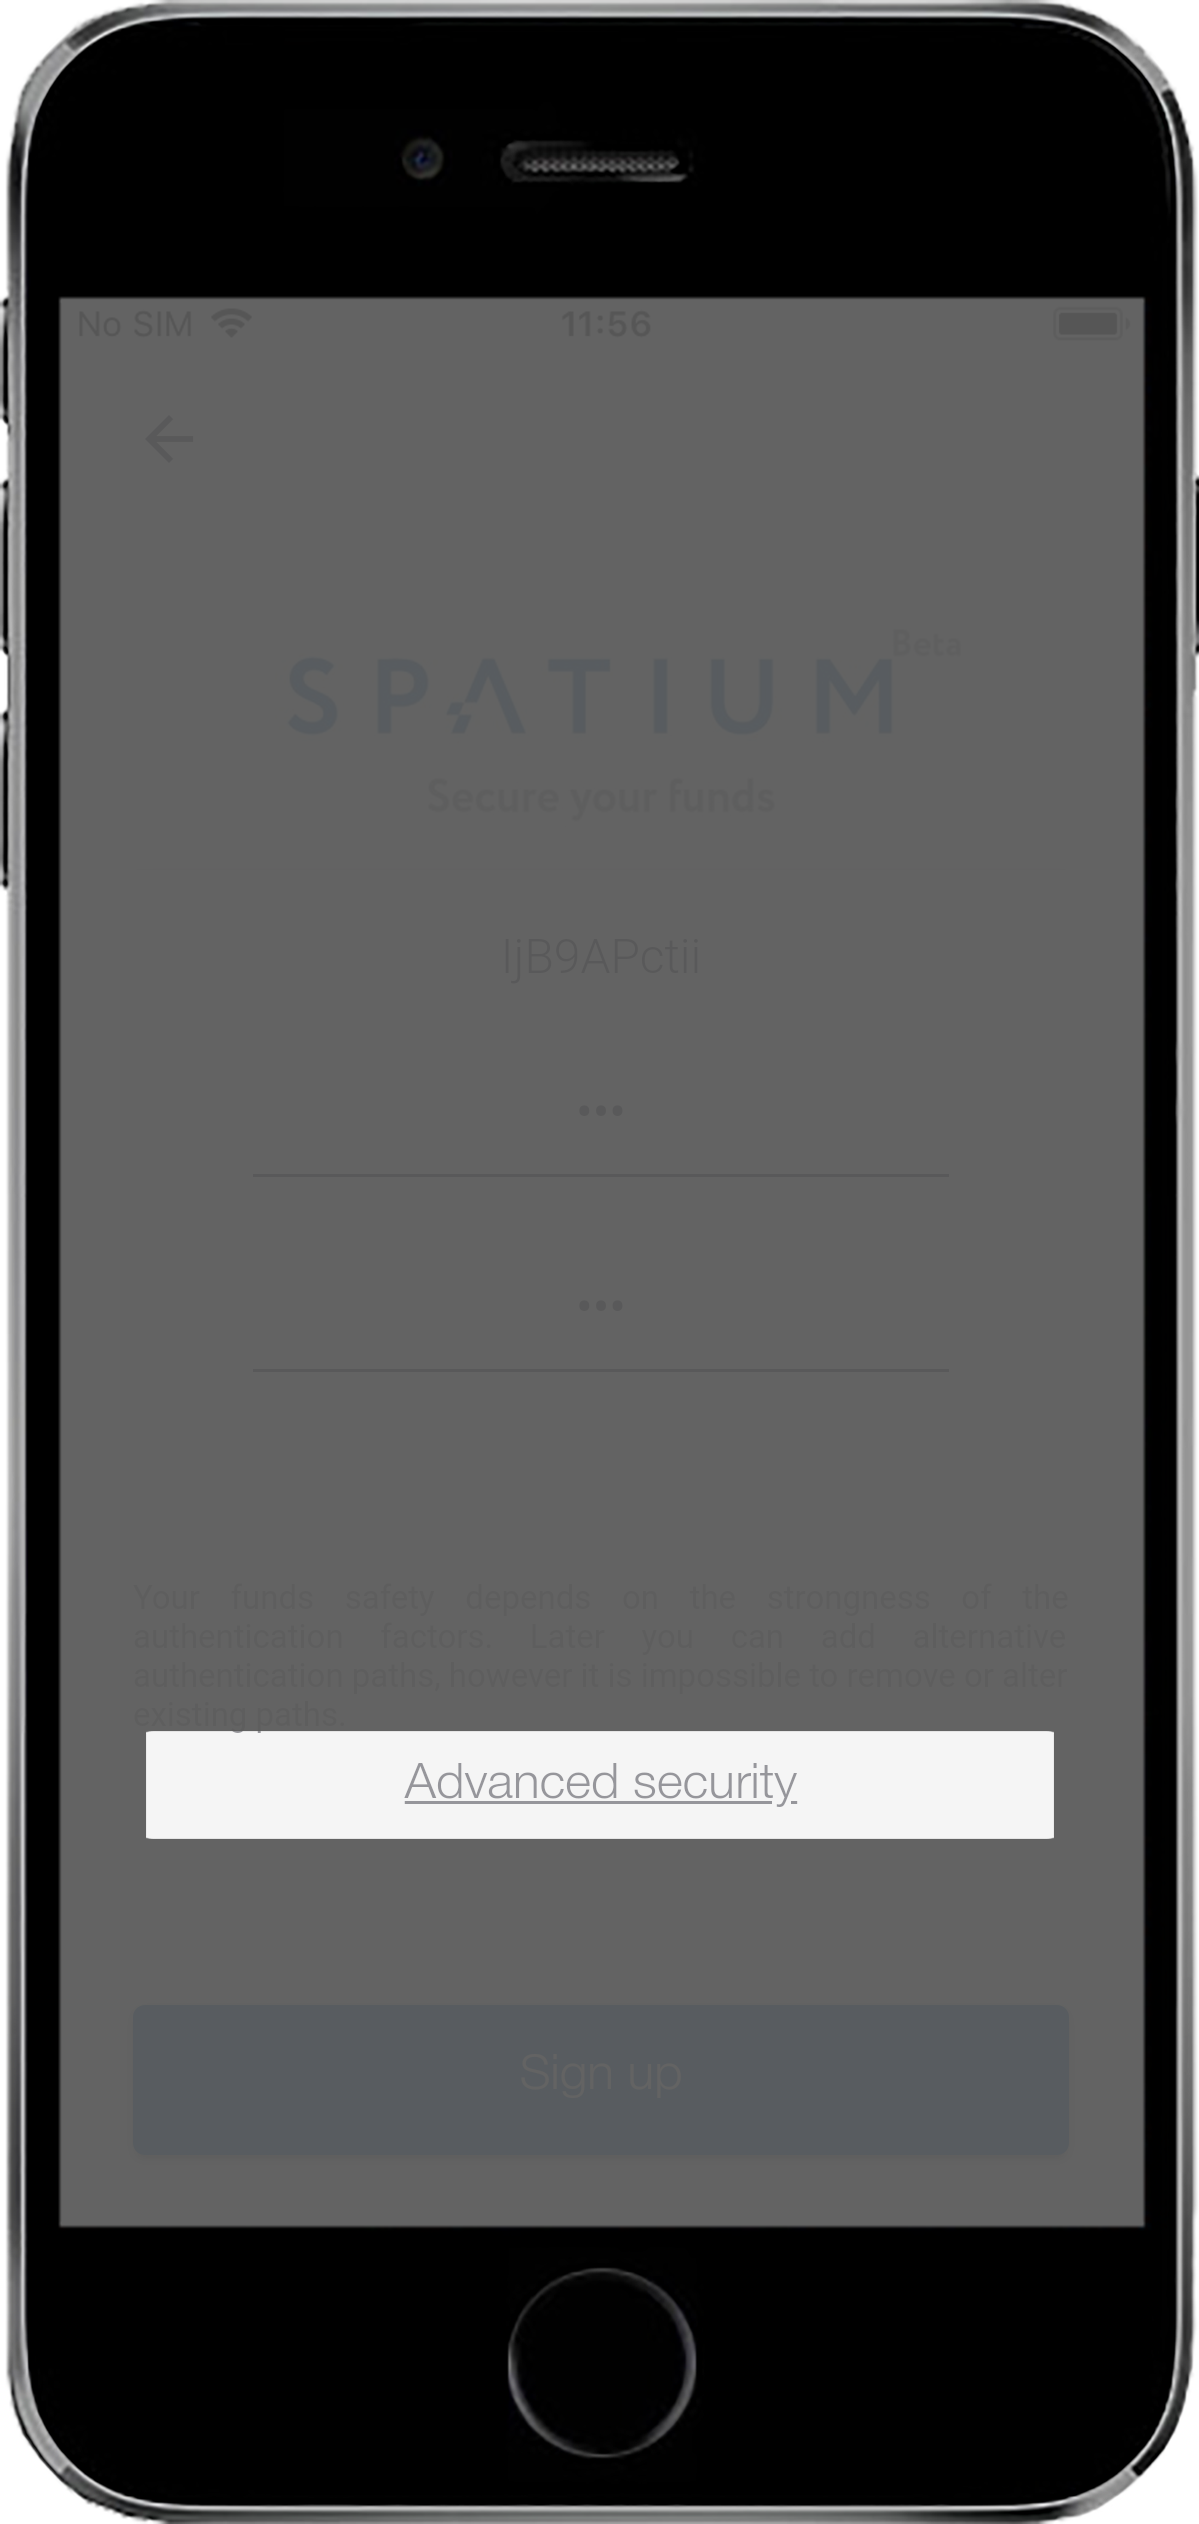 No SIM 11:56
SPATIUM Beta
Secure your funds
IjB9APctii
Your funds safety depends on the strongness of the
authentication factors. Later you can add alternative
authentication paths, however it is impossible to remove or alter
existing paths.
Advanced security
Sign up